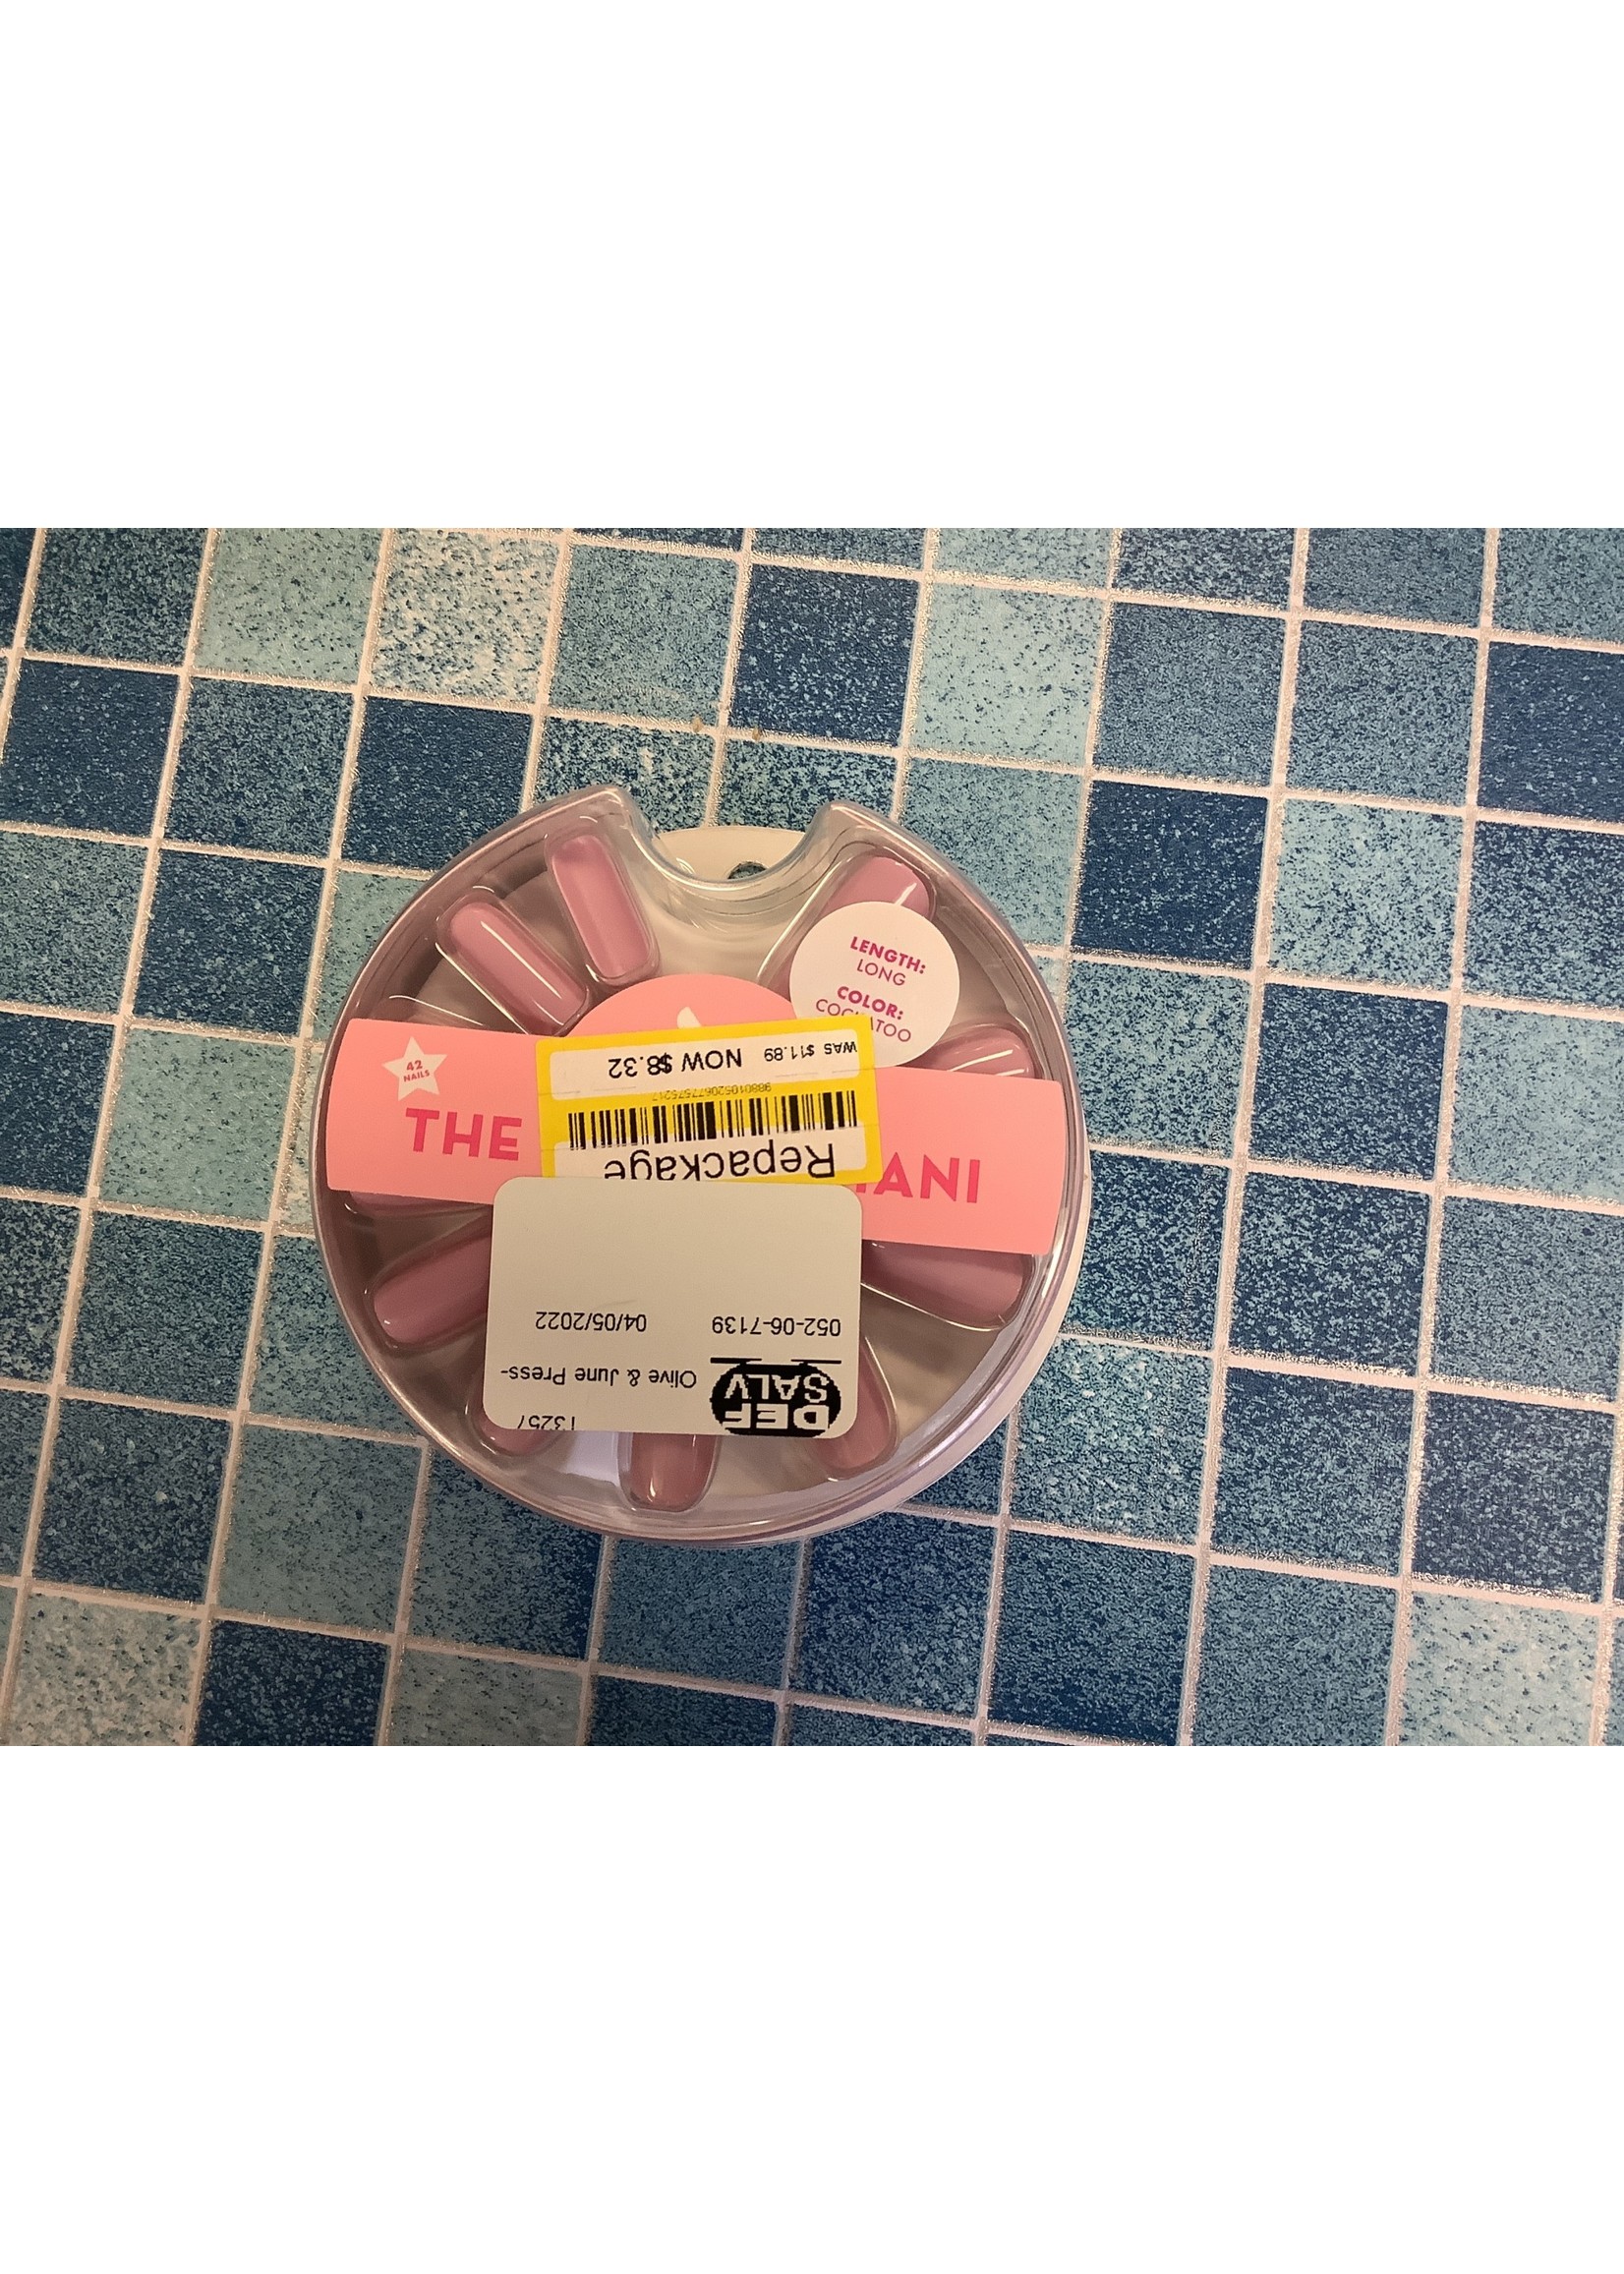 LENGTH:
LONG
COLOR:
42
NAILS
THE
Repackage
WAS $11.89 NOW $8.32
Olive & June Press-
052-06-7139 04/05/2022
DEF
SALV